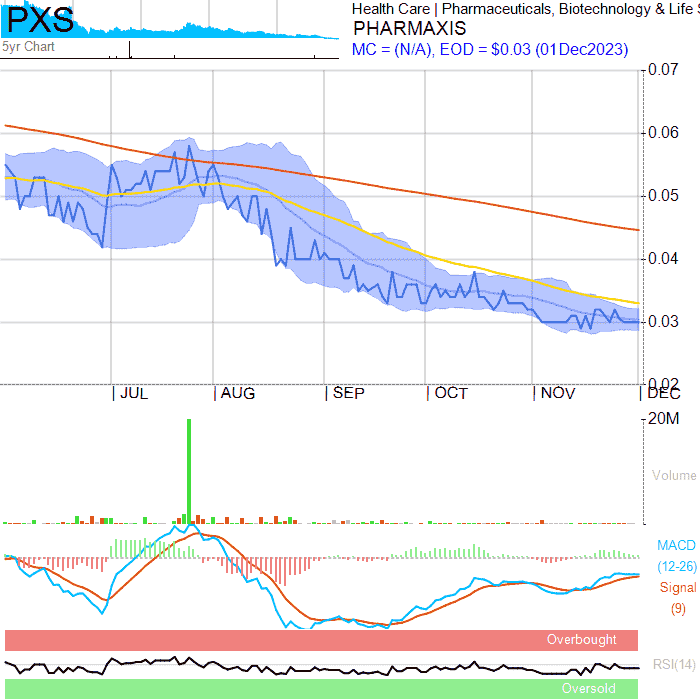 PXS
Health Care | Pharmaceuticals, Biotechnology & Life S
PHARMAXIS
5yr Chart
MC = (N/A), EOD = $0.03 (01Dec2023)
0.07
0.06
0.05
0.04
0.03
0.02
JUL AUG SEP OCT NOV DEC
20M
Volume
MACD
(12-26)
Signal
(9)
Overbought
RSI(14)
Oversold